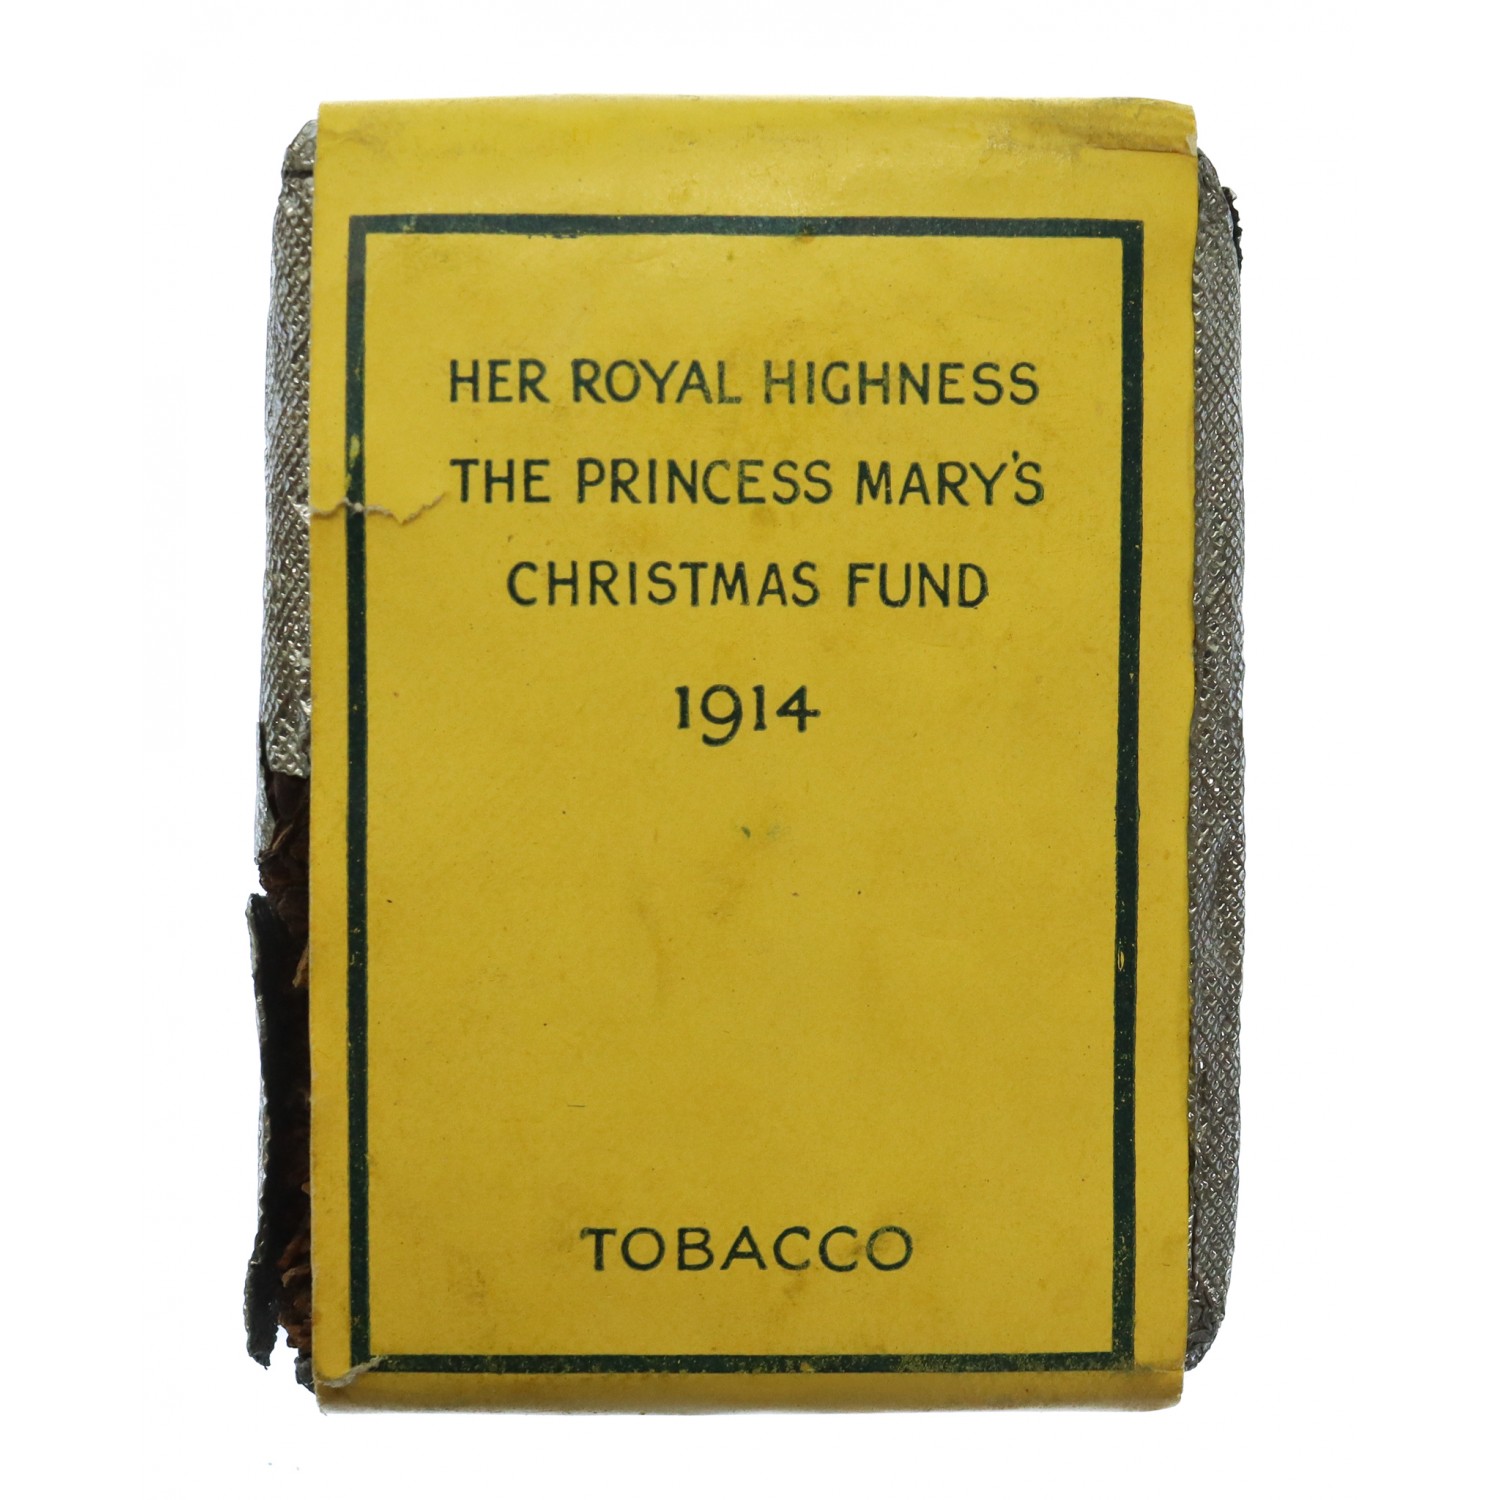 HER ROYAL HIGHNESS
THE PRINCESS MARY'S
CHRISTMAS FUND
1914
TOBACCO